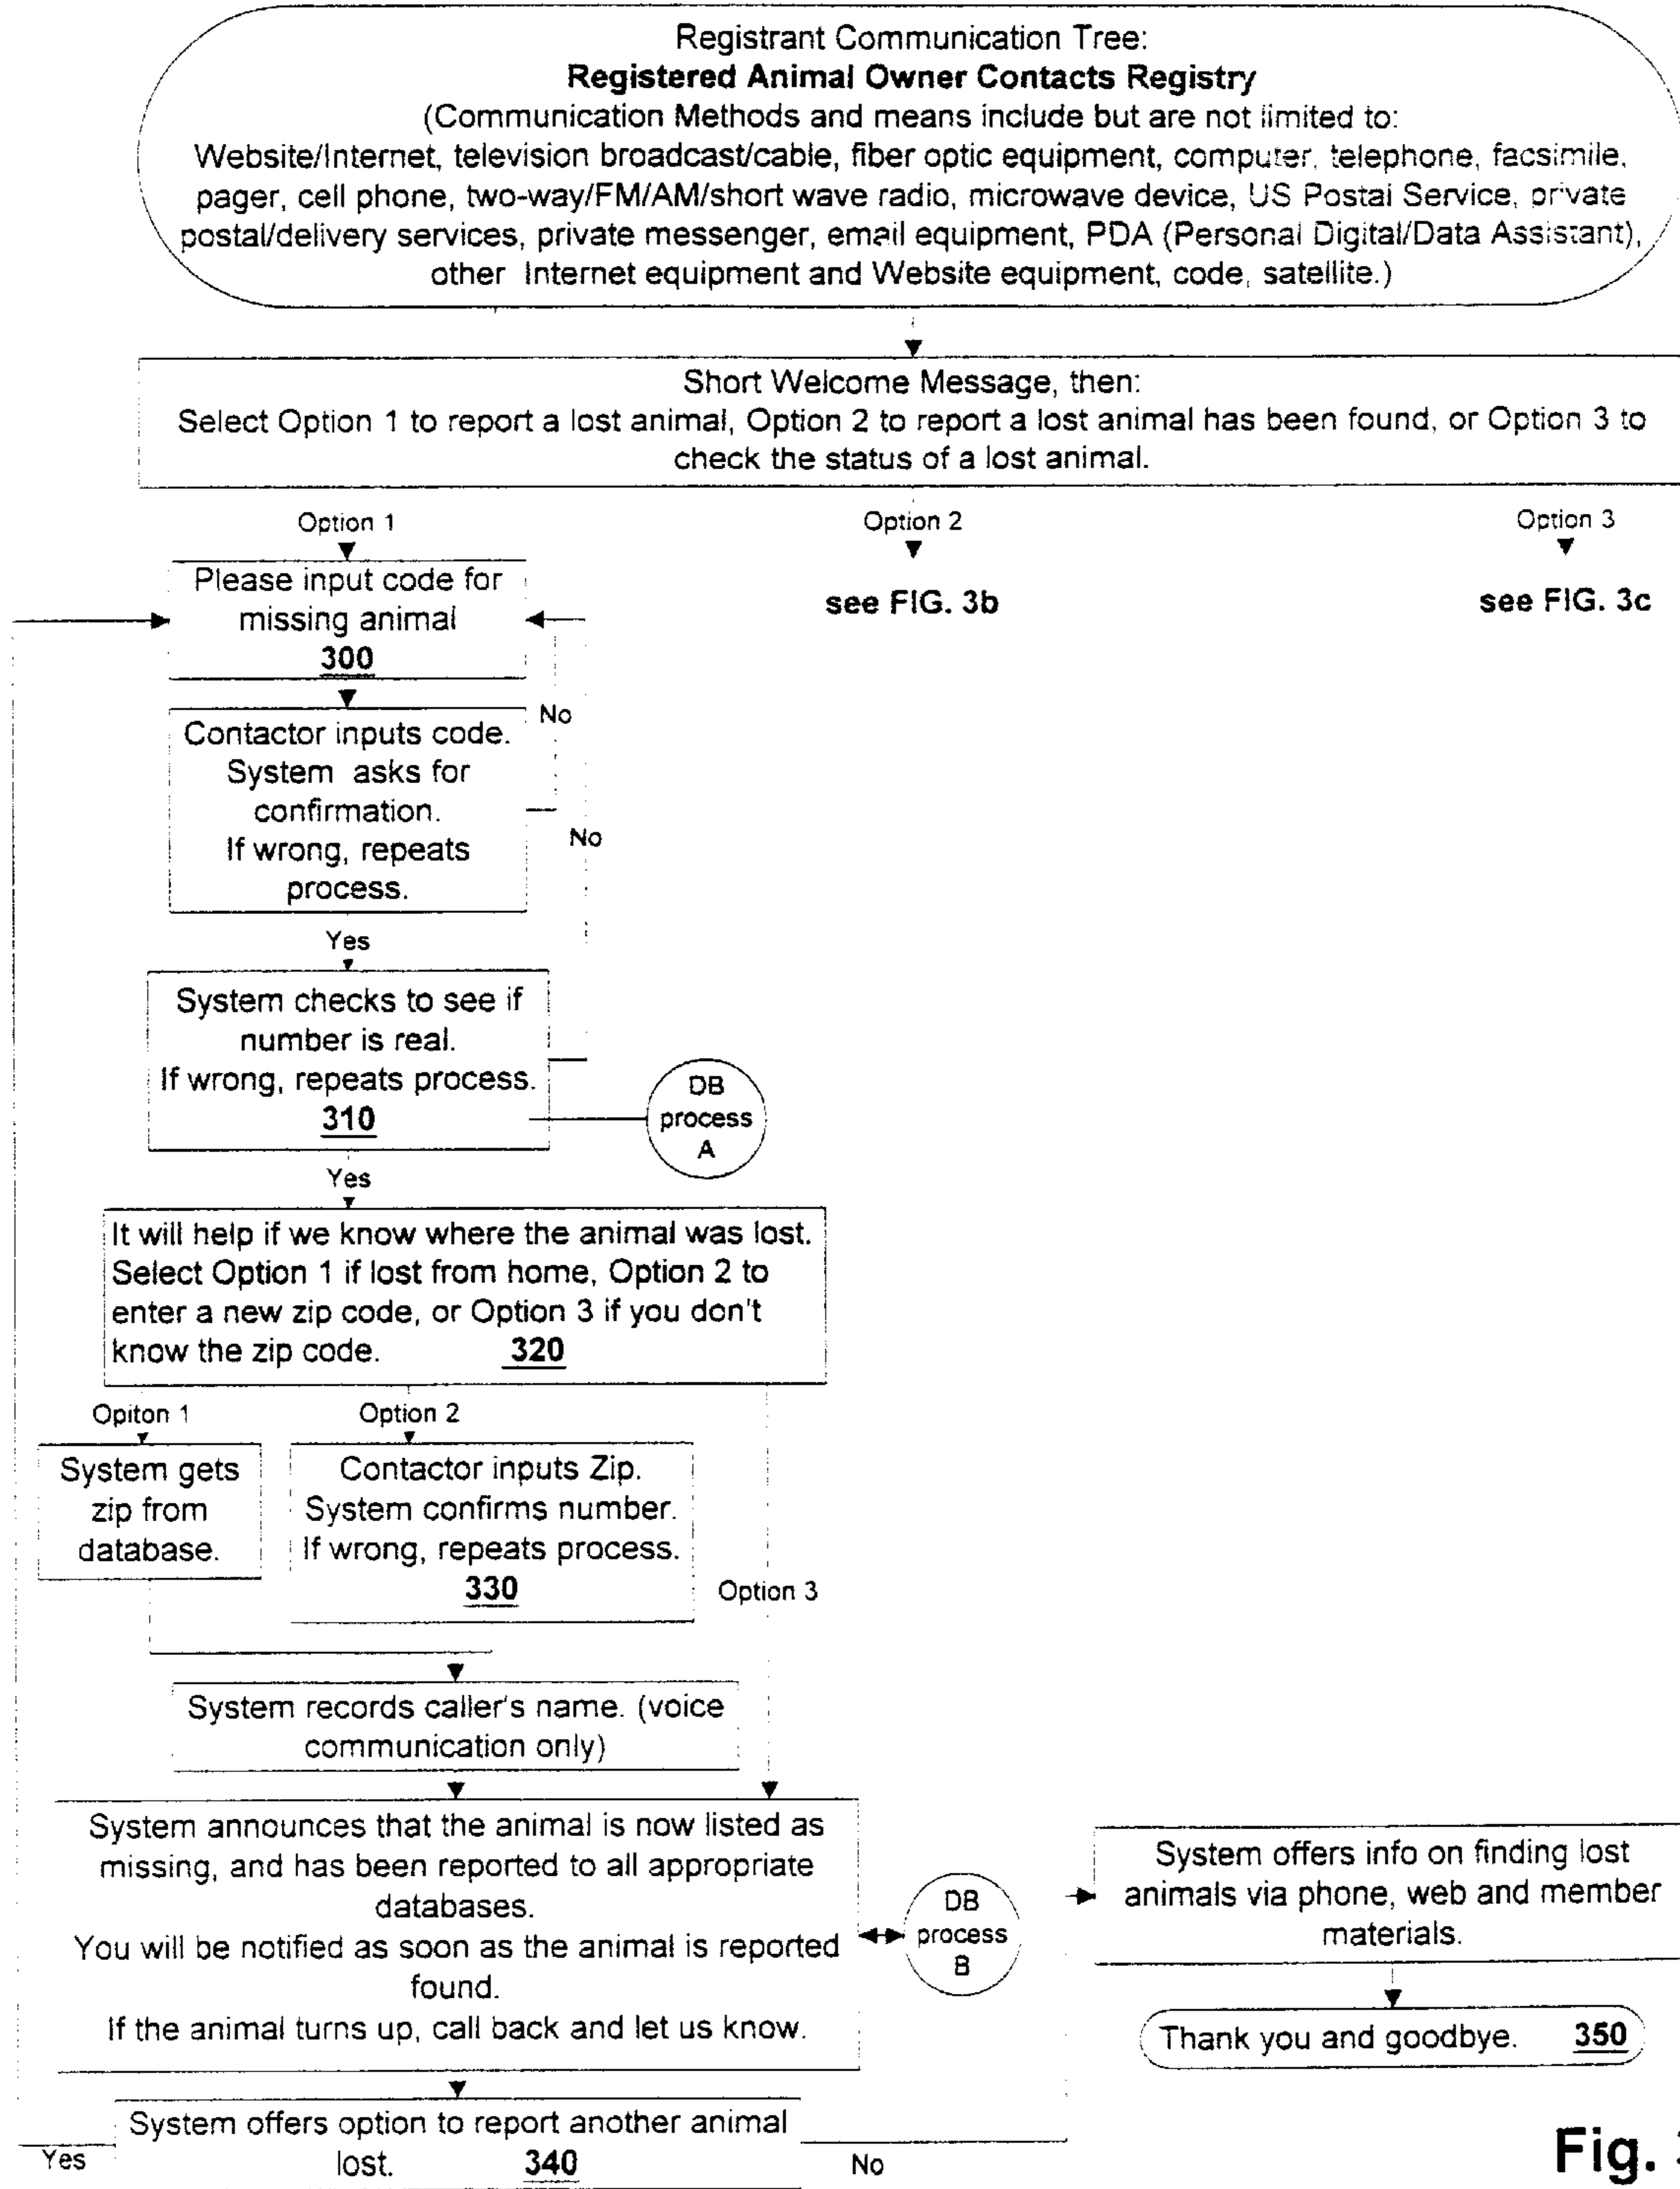 Registrant Communication Tree:
Registered Animal Owner Contacts Registry
(Communication Methods and means include but are not limited to:
Website/Internet, television broadcast/cable, fiber optic equipment, computer, telephone, facsimile,
pager, cell phone, two-way/FM/AM/short wave radio, microwave device, US Postal Service, private
postal/delivery services, private messenger, email equipment, PDA (Personal Digital/Data Assistant),
other Internet equipment and Website equipment, code, satellite.)
Short Welcome Message, then:
Select Option 1 to report a lost animal, Option 2 to report a lost animal has been found, or Option 3 to
check the status of a lost animal.
Option 1
Option 2
Option 3
Please input code for
missing animal
300
see FIG. 3b
see FIG. 3c
No
Contactor inputs code.
System asks for
confirmation.
If wrong, repeats
process.
No
Yes
System checks to see if
number is real.
If wrong, repeats process.
310
DB
process
A
Yes
It will help if we know where the animal was lost.
Select Option 1 if lost from home, Option 2 to
enter a new zip code, or Option 3 if you don't
know the zip code. 320
Opiton 1
Option 2
System gets
zip from
database.
Contactor inputs Zip.
System confirms number.
If wrong, repeats process.
330
Option 3
System records caller's name. (voice
communication only)
System announces that the animal is now listed as
missing, and has been reported to all appropriate
databases.
You will be notified as soon as the animal is reported
found.
If the animal turns up, call back and let us know.
DB
process
B
System offers info on finding lost
animals via phone, web and member
materials.
Thank you and goodbye. 350
System offers option to report another animal
lost. 340
Yes
No
Fig.